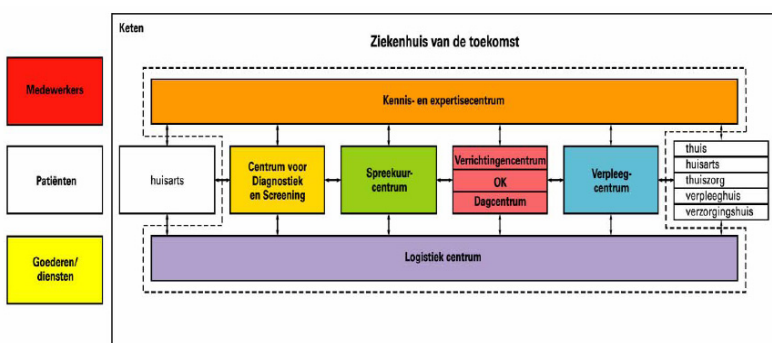 Keten
Ziekenhuis van de toekomst
Medewerkers
Kennis- en expertisecentrum
Patiënten
huisarts
Centrum voor
Diagnostiek
en Screening
Spreekuur-
centrum
Verrichtingencentrum
OK
Dagcentrum
Verpleeg-
centrum
thuis
huisarts
thuiszorg
verpleeghuis
verzorgingshuis
Goederen/
diensten
Logistiek centrum